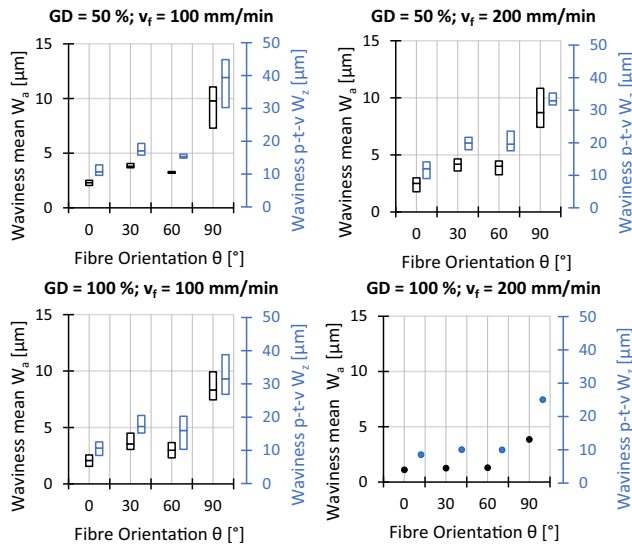 GD = 50 %; v_f = 100 mm/min
Waviness mean W_a [µm]
15
10
5
0
50
40
30
20
10
0
Waviness p-t-v W_z [µm]
0 30 60 90
Fibre Orientation θ [°]
GD = 50 %; v_f = 200 mm/min
Waviness mean W_a [µm]
15
10
5
0
50
40
30
20
10
0
Waviness p-t-v W_z [µm]
0 30 60 90
Fibre Orientation θ [°]
GD = 100 %; v_f = 100 mm/min
Waviness mean W_a [µm]
15
10
5
0
50
40
30
20
10
0
Waviness p-t-v W_z [µm]
0 30 60 90
Fibre Orientation θ [°]
GD = 100 %; v_f = 200 mm/min
Waviness mean W_a [µm]
15
10
5
0
50
40
30
20
10
0
Waviness p-t-v W_z [µm]
0 30 60 90
Fibre Orientation θ [°]